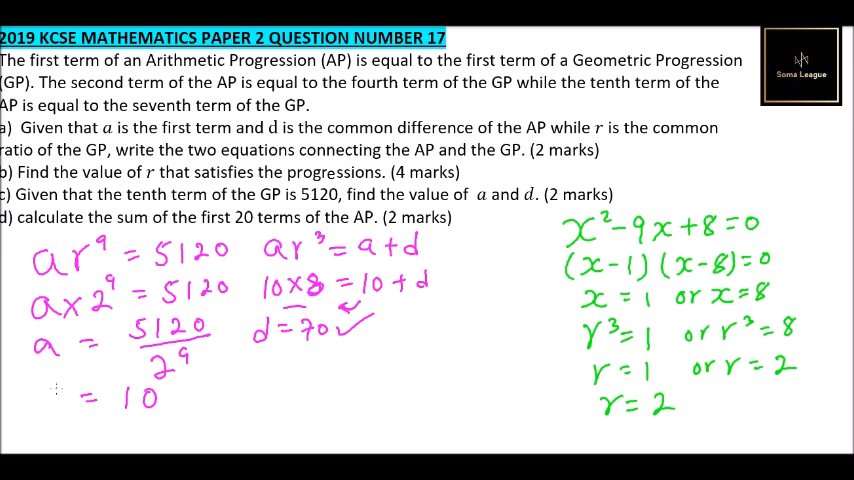 2019 KCSE MATHEMATICS PAPER 2 QUESTION NUMBER 17
The first term of an Arithmetic Progression (AP) is equal to the first term of a Geometric Progression
(GP). The second term of the AP is equal to the fourth term of the GP while the tenth term of the
AP is equal to the seventh term of the GP.
a) Given that a is the first term and d is the common difference of the AP while r is the common
ratio of the GP, write the two equations connecting the AP and the GP. (2 marks)
b) Find the value of r that satisfies the progressions. (4 marks)
c) Given that the tenth term of the GP is 5120, find the value of a and d. (2 marks)
d) calculate the sum of the first 20 terms of the AP. (2 marks)
Soma League
ar⁹ = 5120
a x 2⁹ = 5120
a = 5120/2⁹
= 10
ar³ = a + d
10 x 8 = 10 + d
d = 70 ✓
x² - 9x + 8 = 0
(x - 1) (x - 8) = 0
x = 1 or x = 8
r³ = 1 or r³ = 8
r = 1 or r = 2
r = 2